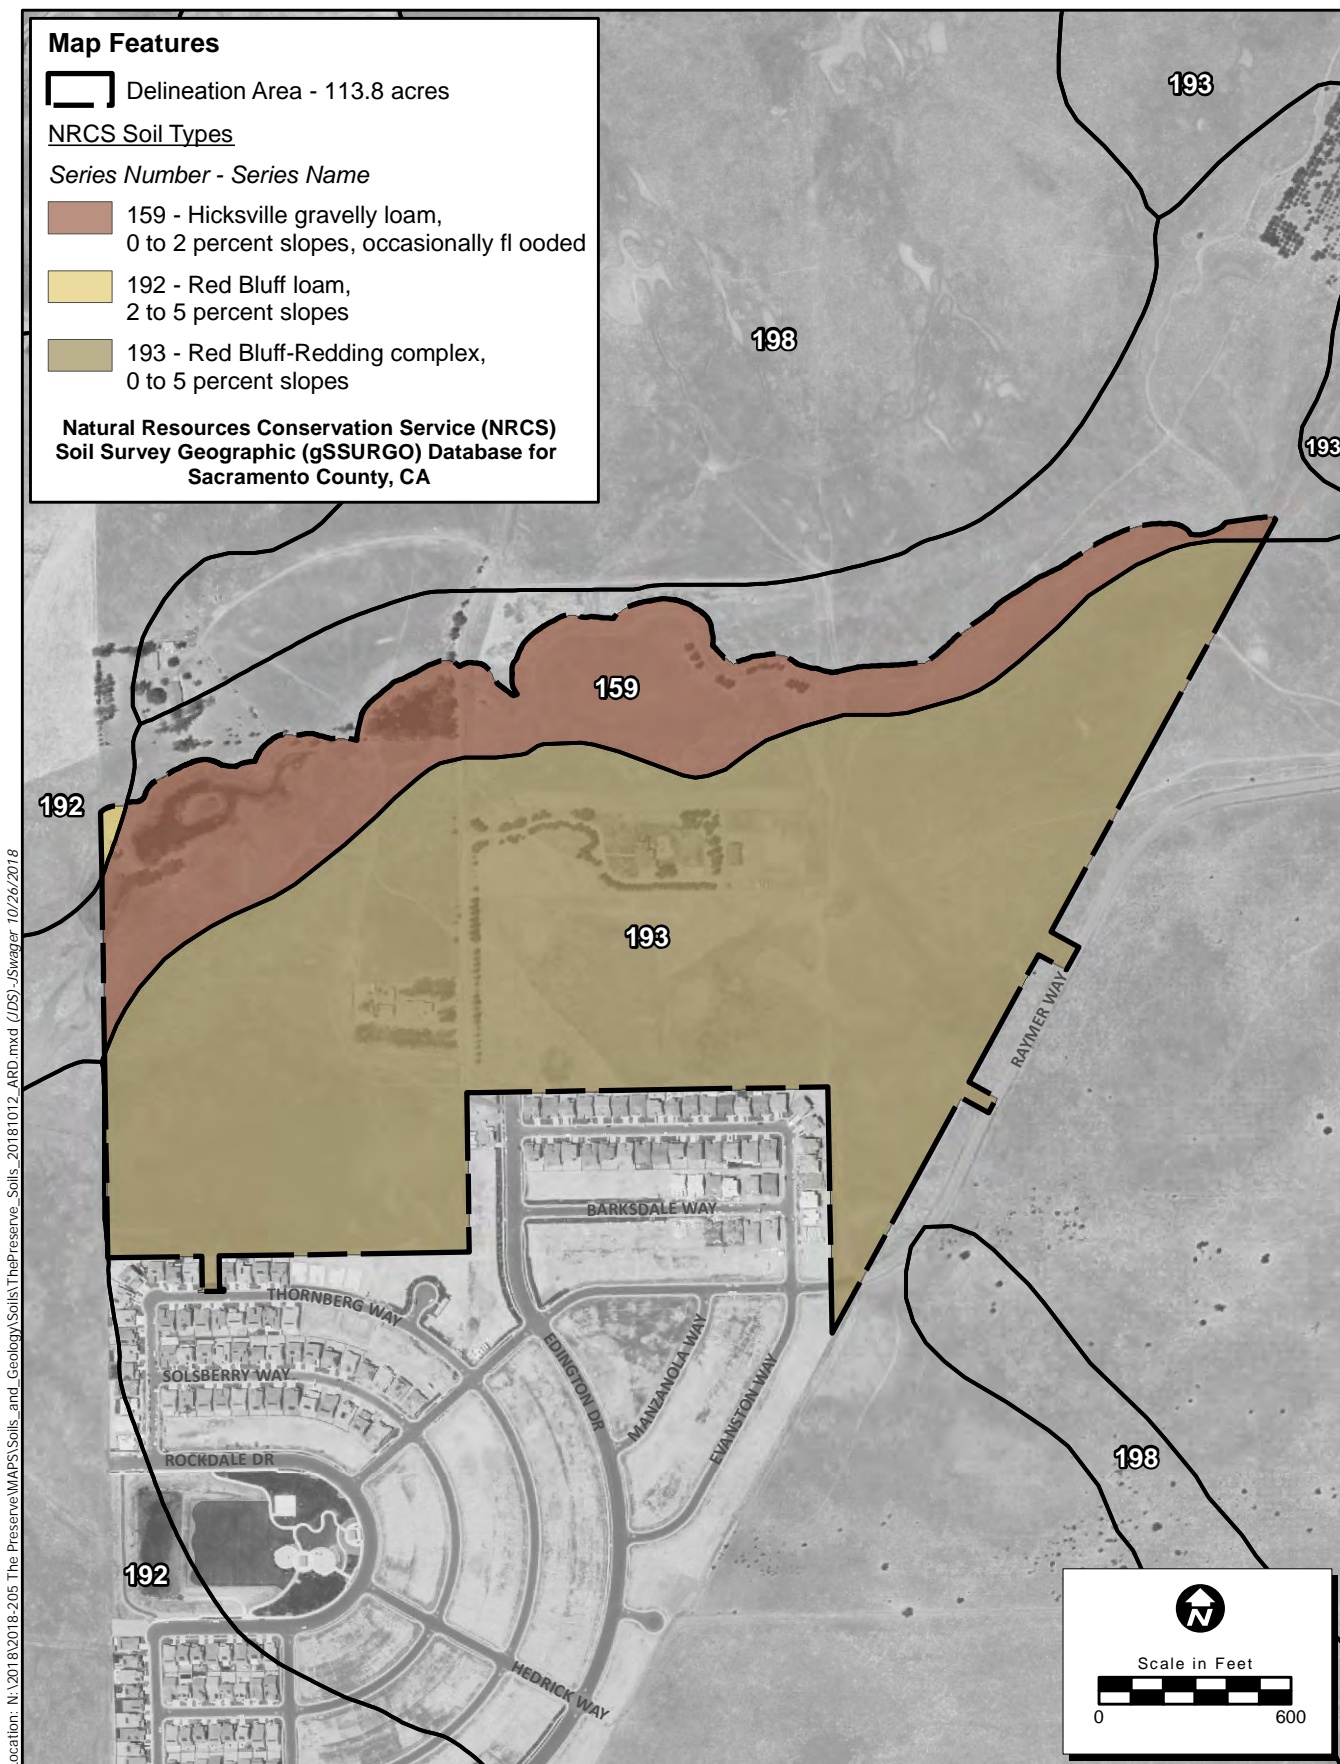 Map Features
Delineation Area - 113.8 acres
NRCS Soil Types
Series Number - Series Name
159 - Hicksville gravelly loam,
0 to 2 percent slopes, occasionally fl ooded
192 - Red Bluff loam,
2 to 5 percent slopes
193 - Red Bluff-Redding complex,
0 to 5 percent slopes
Natural Resources Conservation Service (NRCS)
Soil Survey Geographic (gSSURGO) Database for
Sacramento County, CA
193
198
193
159
192
193
RAYMER WAY
BARKSDALE WAY
THORNBERG WAY
EDINGTON DR
MANZANOLA WAY
EVANSTON WAY
SOLSBERRY WAY
ROCKDALE DR
198
192
HEDRICK WAY
N
Scale in Feet
0 600
ocation: N:\2018\2018-205 The Preserve\MAPS\Soils_and_Geology\Soils\ThePreserve_Soils_20181012_ARD.mxd (JDS)-JSwager 10/26/2018